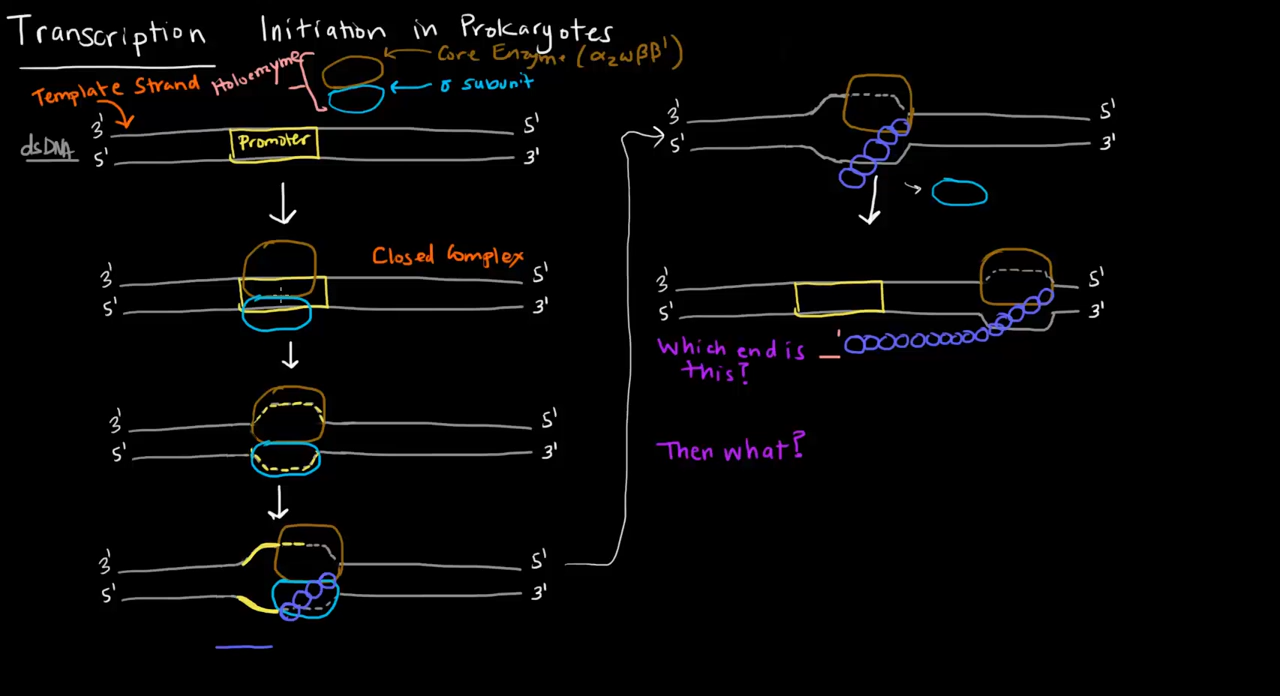 Transcription Initiation in Prokaryotes
Core Enzyme (α₂ωββ')
Holoenzyme
σ subunit
Template Strand
3' 5'
dsDNA
Promoter
5' 3'
Closed Complex
3' 5'
5' 3'
3' 5'
5' 3'
3' 5'
5' 3'
3' 5'
5' 3'
3' 5'
5' 3'
Which end is _'
this?
Then what?